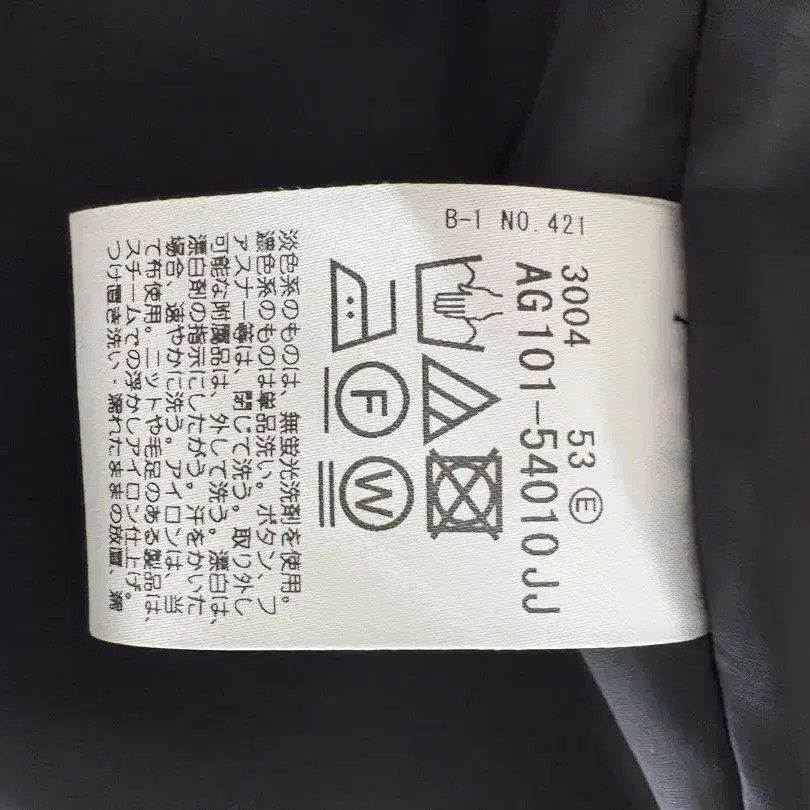 B-1 NO.421
3004 53 Ⓔ
AG101-54010JJ
F
W
淡色系のものは、無蛍光洗剤を使用。
濃色系のものは単品洗い。ボタン、フ
ァスナー等は、閉じて洗う。取り外し
可能な附属品は、外して洗う。漂白は、
漂白剤の指示にしたがう。汗をかいた
場合、速やかに洗う。アイロンは、当
て布使用。ニットや毛足のある製品は、
スチームでの浮かしアイロン仕上げ。
つけ置き洗い・濡れたままの放置、